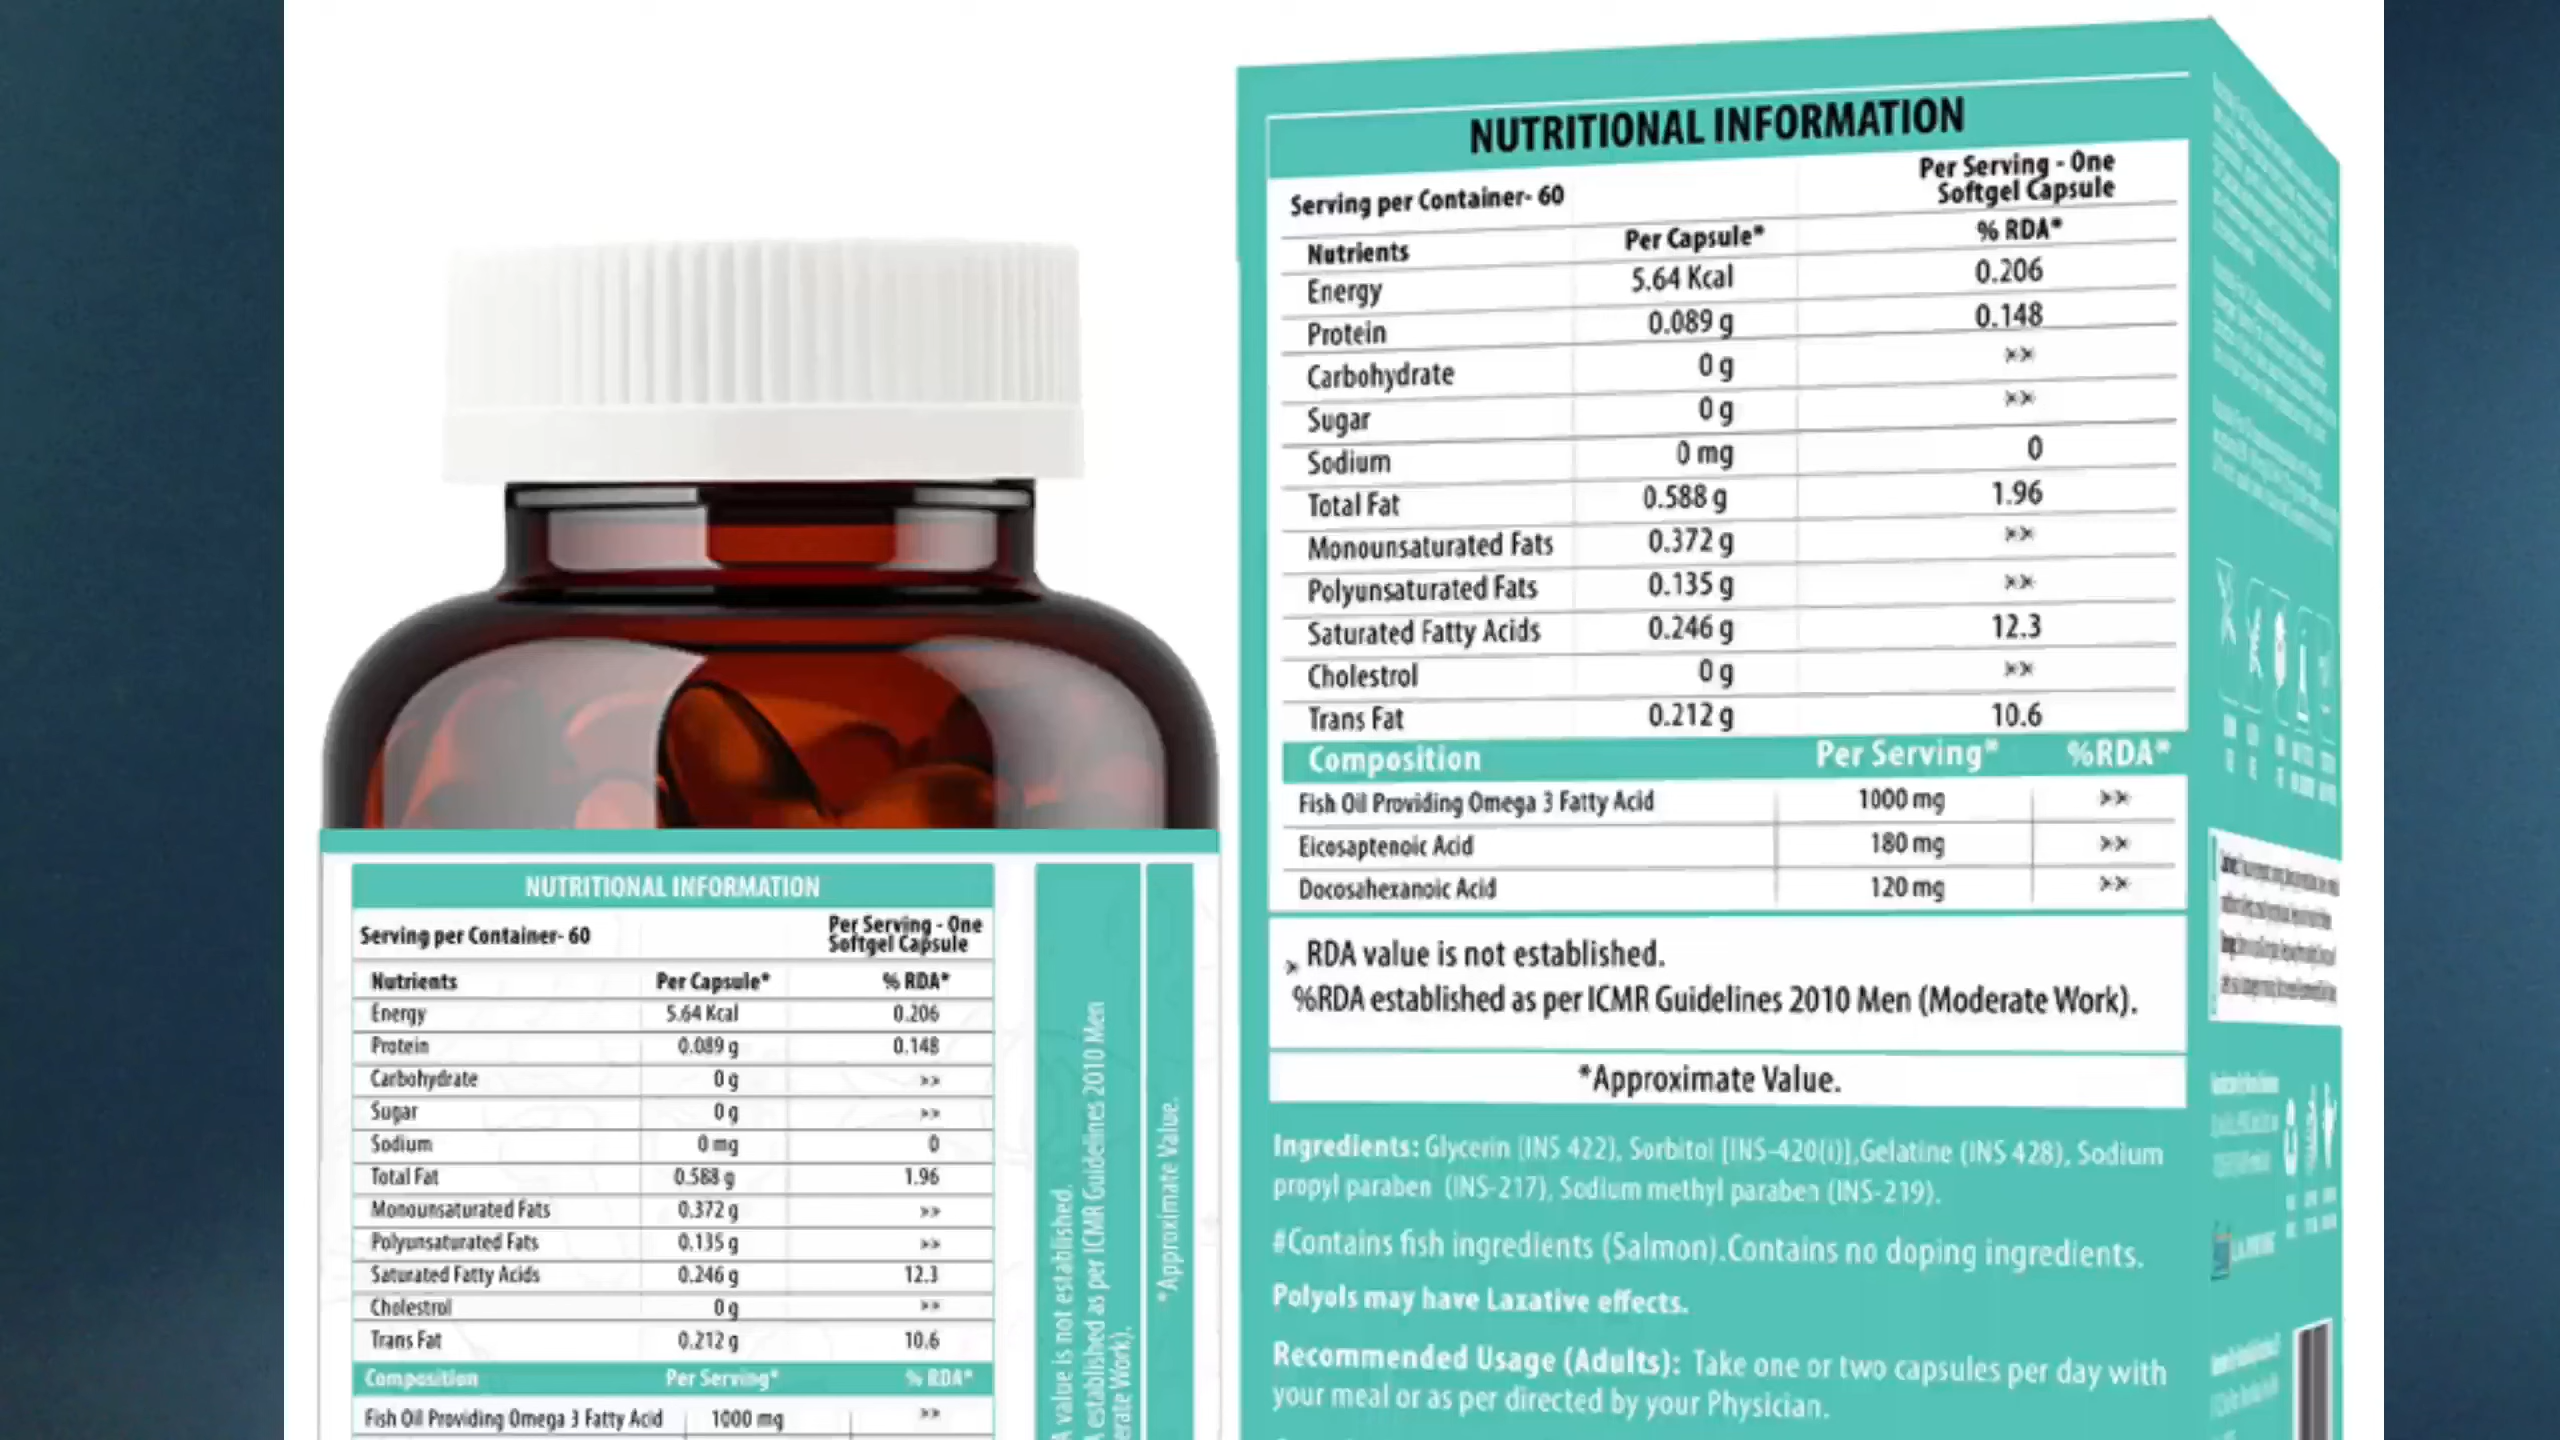 NUTRITIONAL INFORMATION
Serving per Container- 60 Per Serving - One Softgel Capsule
Nutrients Per Capsule* % RDA*
Energy 5.64 Kcal 0.206
Protein 0.089 g 0.148
Carbohydrate 0 g ××
Sugar 0 g ××
Sodium 0 mg 0
Total Fat 0.588 g 1.96
Monounsaturated Fats 0.372 g ××
Polyunsaturated Fats 0.135 g ××
Saturated Fatty Acids 0.246 g 12.3
Cholestrol 0 g ××
Trans Fat 0.212 g 10.6
Composition Per Serving* % RDA*
Fish Oil Providing Omega 3 Fatty Acid 1000 mg ××
value is not established.
established as per ICMR Guidelines 2010 Men
Work).
*Approximate Value.
NUTRITIONAL INFORMATION
Serving per Container- 60 Per Serving - One Softgel Capsule
Nutrients Per Capsule* % RDA*
Energy 5.64 Kcal 0.206
Protein 0.089 g 0.148
Carbohydrate 0 g ××
Sugar 0 g ××
Sodium 0 mg 0
Total Fat 0.588 g 1.96
Monounsaturated Fats 0.372 g ××
Polyunsaturated Fats 0.135 g ××
Saturated Fatty Acids 0.246 g 12.3
Cholestrol 0 g ××
Trans Fat 0.212 g 10.6
Composition Per Serving* %RDA*
Fish Oil Providing Omega 3 Fatty Acid 1000 mg ××
Eicosaptenoic Acid 180 mg ××
Docosahexanoic Acid 120 mg ××
× RDA value is not established.
%RDA established as per ICMR Guidelines 2010 Men (Moderate Work).
*Approximate Value.
Ingredients: Glycerin (INS 422), Sorbitol [INS-420(i)],Gelatine (INS 428), Sodium
propyl paraben (INS-217), Sodium methyl paraben (INS-219).
#Contains fish ingredients (Salmon).Contains no doping ingredients.
Polyols may have Laxative effects.
Recommended Usage (Adults): Take one or two capsules per day with
your meal or as per directed by your Physician.